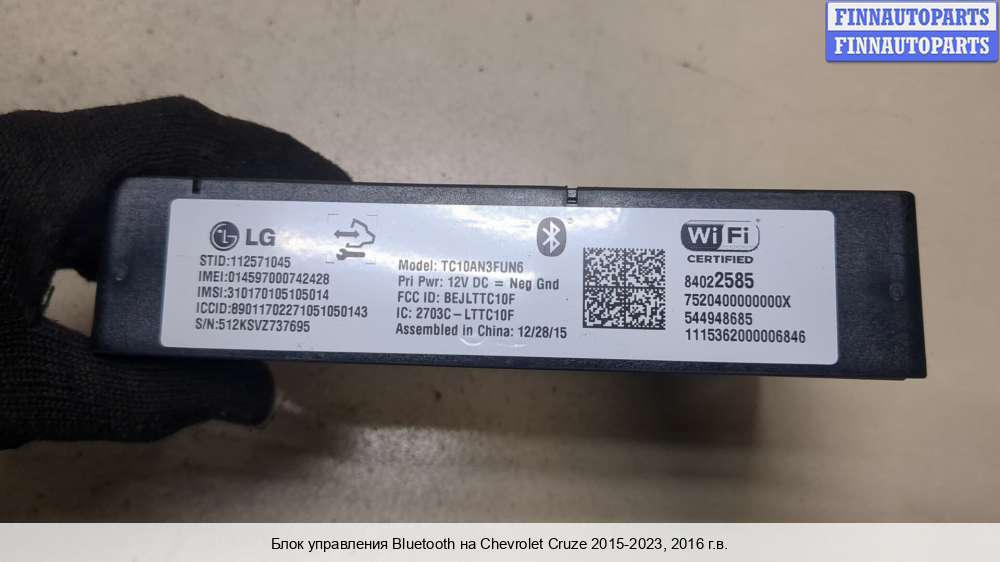 FINNAUTOPARTS
FINNAUTOPARTS
LG
STID:112571045
IMEI:014597000742428
IMSI:310170105105014
ICCID:89011702271051050143
S/N:512KSVZ737695
Model: TC10AN3FUN6
Pri Pwr: 12V DC = Neg Gnd
FCC ID: BEJLTTC10F
IC: 2703C-LTTC10F
Assembled in China: 12/28/15
Wi Fi
CERTIFIED
84022585
7520400000000X
544948685
1115362000006846
Блок управления Bluetooth на Chevrolet Cruze 2015-2023, 2016 г.в.